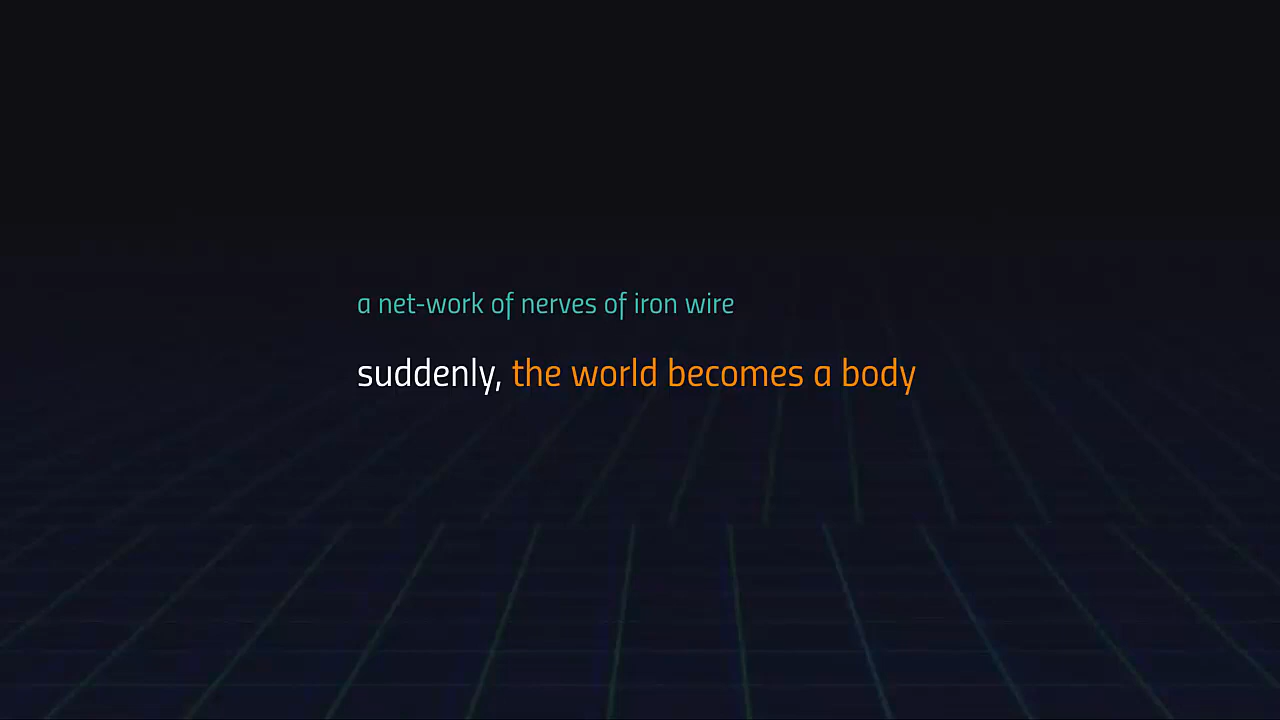 a net-work of nerves of iron wire
suddenly, the world becomes a body